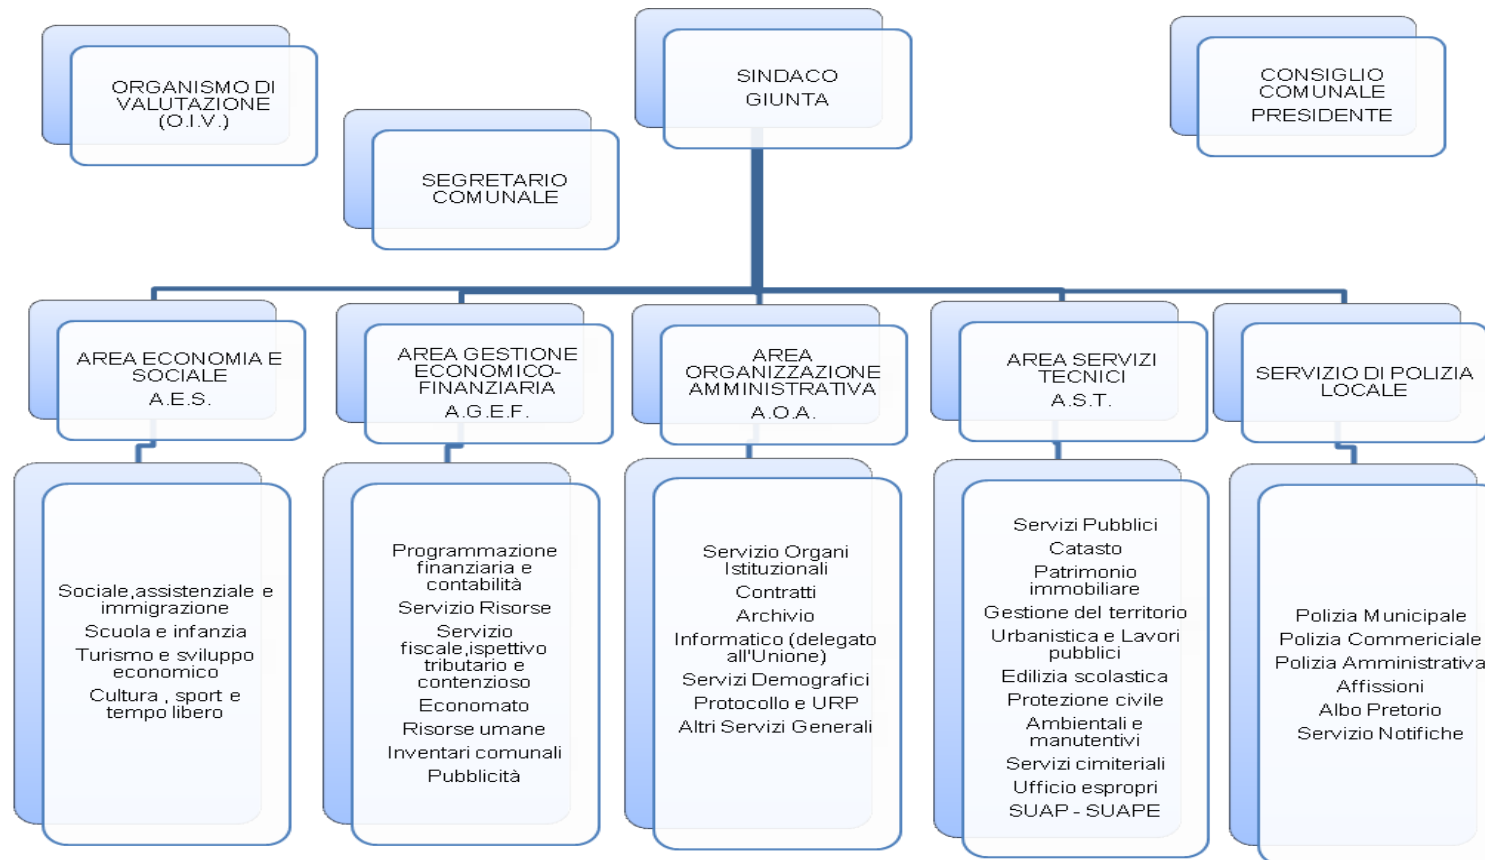 ORGANISMO DI
VALUTAZIONE
(O.I.V.)
SEGRETARIO
COMUNALE
SINDACO
GIUNTA
CONSIGLIO
COMUNALE
PRESIDENTE
AREA ECONOMIA E
SOCIALE
A.E.S.
AREA GESTIONE
ECONOMICO-
FINANZIARIA
A.G.E.F.
AREA
ORGANIZZAZIONE
AMMINISTRATIVA
A.O.A.
AREA SERVIZI
TECNICI
A.S.T.
SERVIZIO DI POLIZIA
LOCALE
Sociale,assistenziale e
immigrazione
Scuola e infanzia
Turismo e sviluppo
economico
Cultura , sport e
tempo libero
Programmazione
finanziaria e
contabilità
Servizio Risorse
Servizio
fiscale,ispettivo
tributario e
contenzioso
Economato
Risorse umane
Inventari comunali
Pubblicità
Servizio Organi
Istituzionali
Contratti
Archivio
Informatico (delegato
all'Unione)
Servizi Demografici
Protocollo e URP
Altri Servizi Generali
Servizi Pubblici
Catasto
Patrimonio
immobiliare
Gestione del territorio
Urbanistica e Lavori
pubblici
Edilizia scolastica
Protezione civile
Ambientali e
manutentivi
Servizi cimiteriali
Ufficio espropri
SUAP - SUAPE
Polizia Municipale
Polizia Commericiale
Polizia Amministrativa
Affissioni
Albo Pretorio
Servizio Notifiche